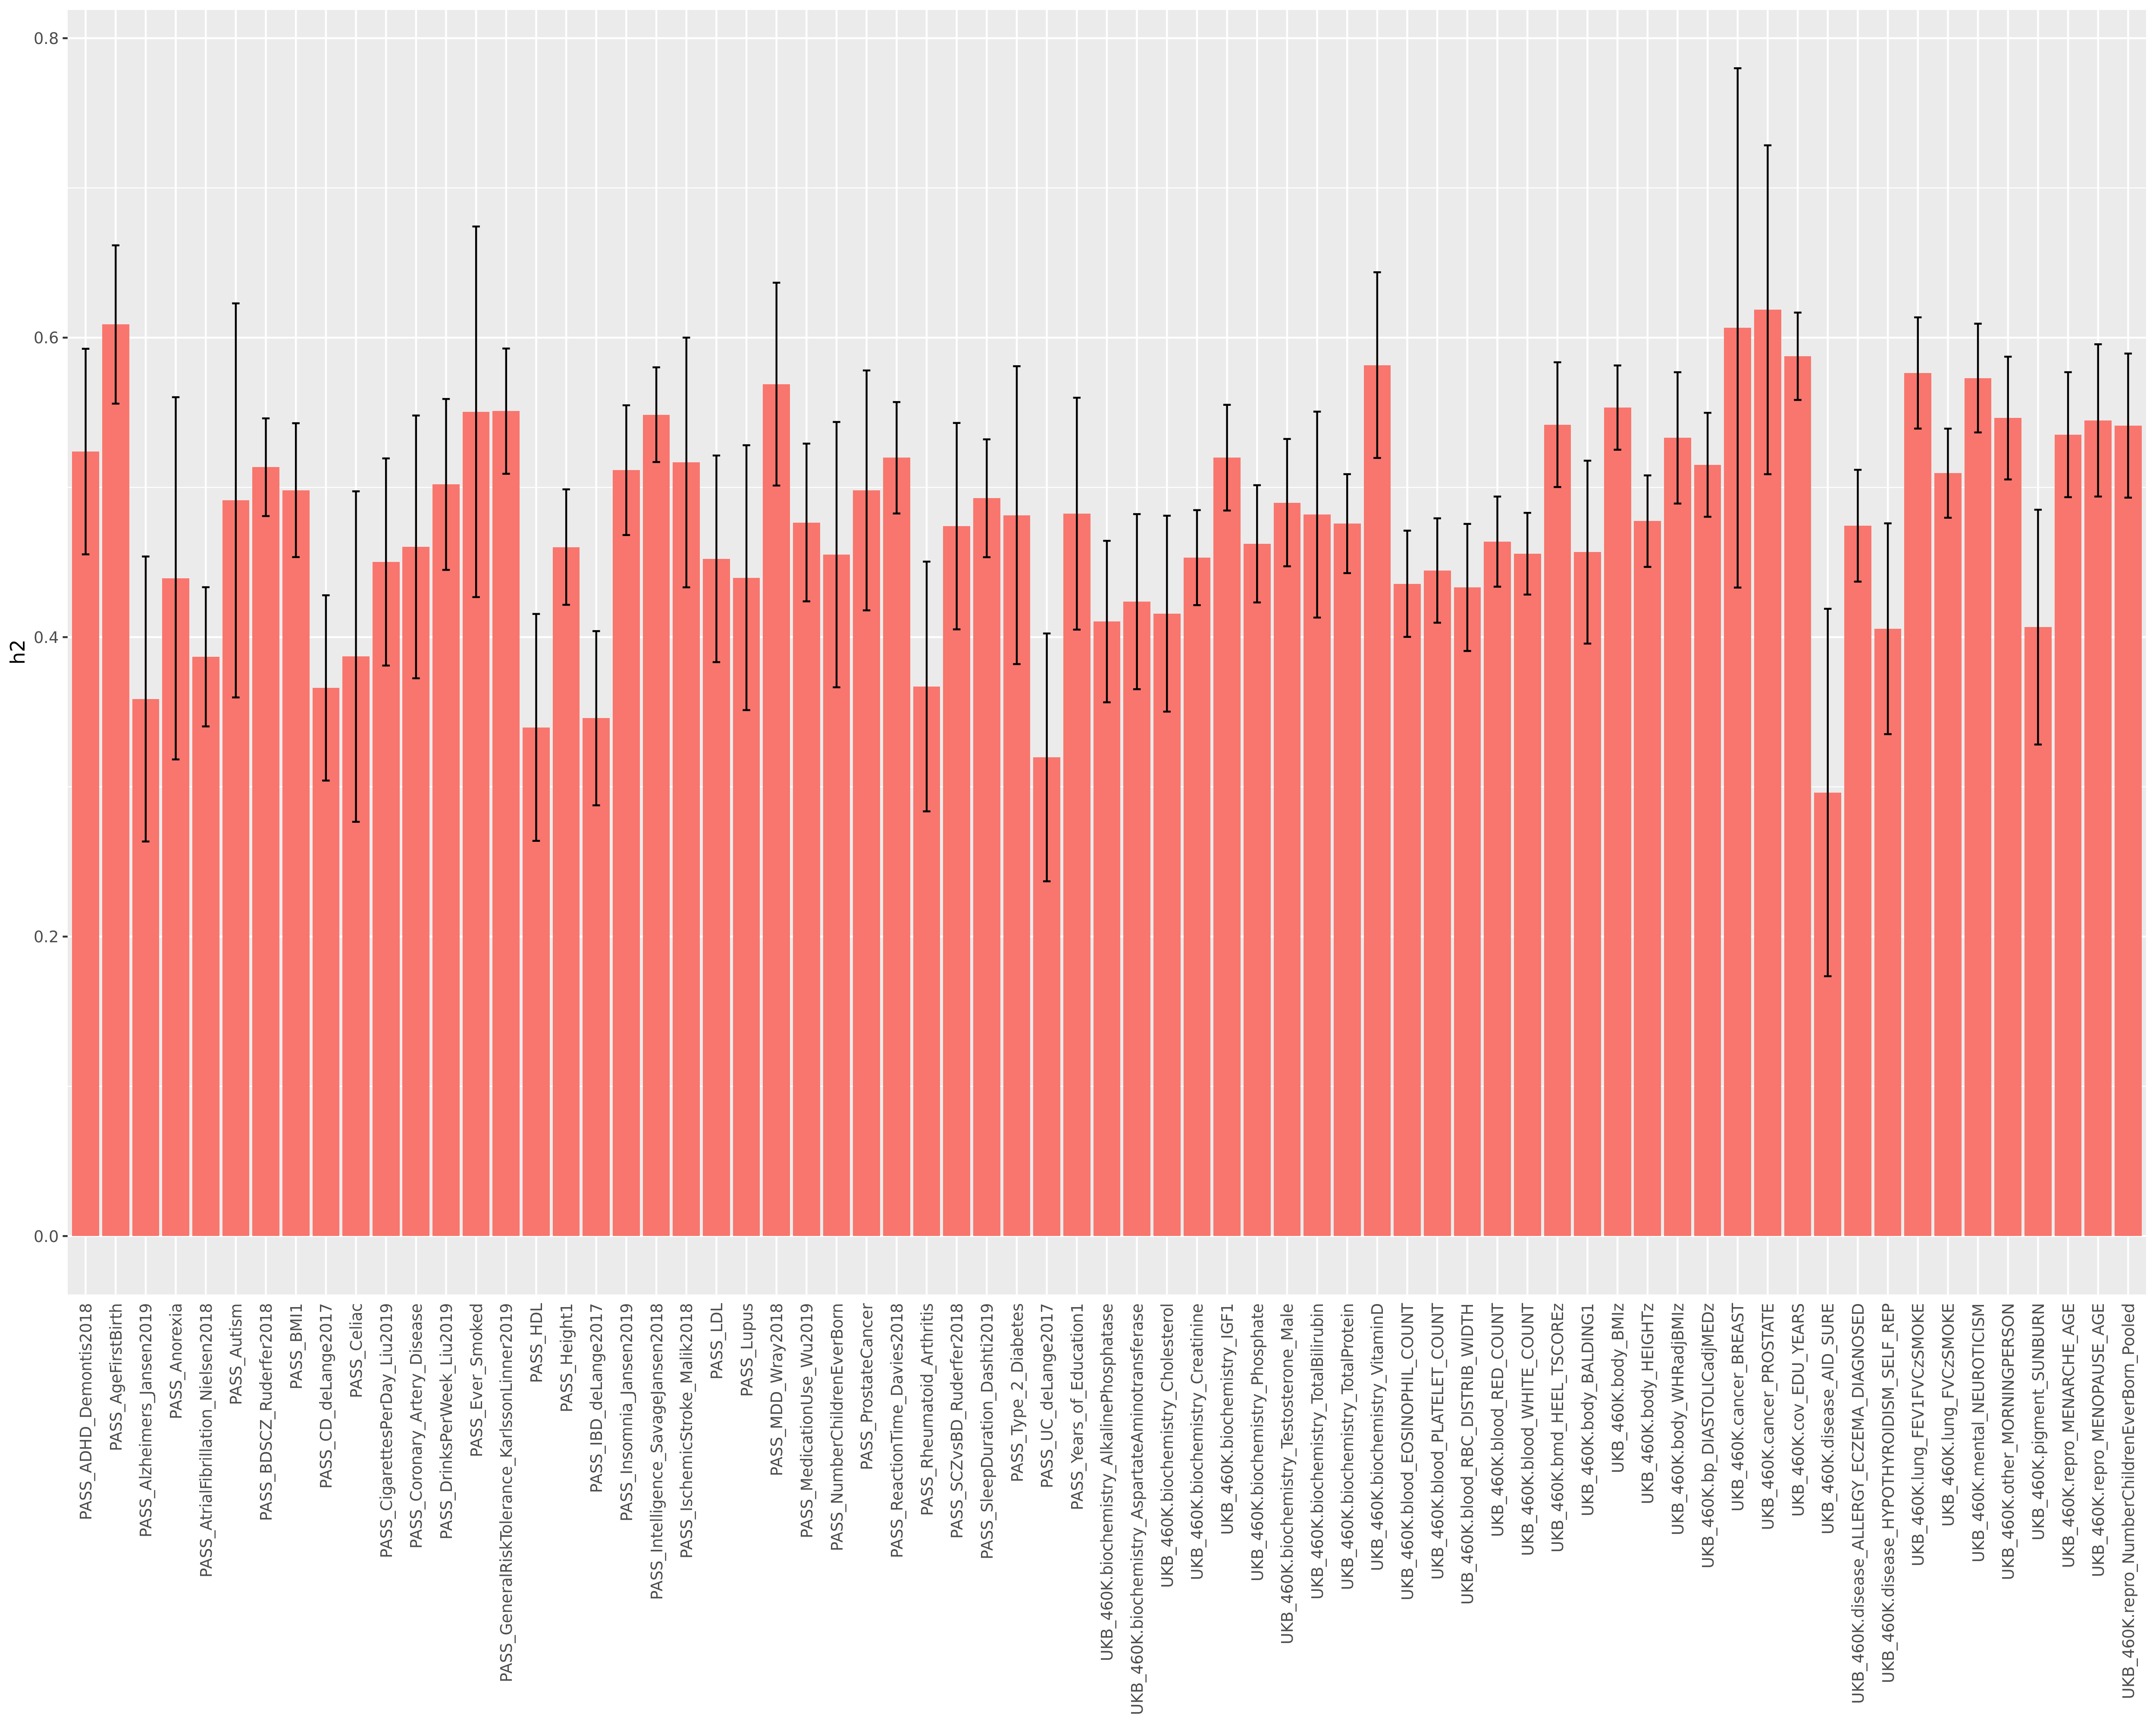 0.8
0.6
0.4
0.2
0.0
h2
PASS_ADHD_Demontis2018
PASS_AgeFirstBirth
PASS_Alzheimers_Jansen2019
PASS_Anorexia
PASS_AtrialFibrillation_Nielsen2018
PASS_Autism
PASS_BDSCZ_Ruderfer2018
PASS_BMI1
PASS_CD_deLange2017
PASS_Celiac
PASS_CigarettesPerDay_Liu2019
PASS_Coronary_Artery_Disease
PASS_DrinksPerWeek_Liu2019
PASS_Ever_Smoked
PASS_GeneralRiskTolerance_KarlssonLinner2019
PASS_HDL
PASS_Height1
PASS_IBD_deLange2017
PASS_Insomnia_Jansen2019
PASS_Intelligence_SavageJansen2018
PASS_IschemicStroke_Malik2018
PASS_LDL
PASS_Lupus
PASS_MDD_Wray2018
PASS_MedicationUse_Wu2019
PASS_NumberChildrenEverBorn
PASS_ProstateCancer
PASS_ReactionTime_Davies2018
PASS_Rheumatoid_Arthritis
PASS_SCZvsBD_Ruderfer2018
PASS_SleepDuration_Dashti2019
PASS_Type_2_Diabetes
PASS_UC_deLange2017
PASS_Years_of_Education1
UKB_460K.biochemistry_AlkalinePhosphatase
UKB_460K.biochemistry_AspartateAminotransferase
UKB_460K.biochemistry_Cholesterol
UKB_460K.biochemistry_Creatinine
UKB_460K.biochemistry_IGF1
UKB_460K.biochemistry_Phosphate
UKB_460K.biochemistry_Testosterone_Male
UKB_460K.biochemistry_TotalBilirubin
UKB_460K.biochemistry_TotalProtein
UKB_460K.biochemistry_VitaminD
UKB_460K.blood_EOSINOPHIL_COUNT
UKB_460K.blood_PLATELET_COUNT
UKB_460K.blood_RBC_DISTRIB_WIDTH
UKB_460K.blood_RED_COUNT
UKB_460K.blood_WHITE_COUNT
UKB_460K.bmd_HEEL_TSCOREz
UKB_460K.body_BALDING1
UKB_460K.body_BMIz
UKB_460K.body_HEIGHTz
UKB_460K.body_WHRadjBMIz
UKB_460K.bp_DIASTOLICadjMEDz
UKB_460K.cancer_BREAST
UKB_460K.cancer_PROSTATE
UKB_460K.cov_EDU_YEARS
UKB_460K.disease_AID_SURE
UKB_460K.disease_ALLERGY_ECZEMA_DIAGNOSED
UKB_460K.disease_HYPOTHYROIDISM_SELF_REP
UKB_460K.lung_FEV1FVCzSMOKE
UKB_460K.lung_FVCzSMOKE
UKB_460K.mental_NEUROTICISM
UKB_460K.other_MORNINGPERSON
UKB_460K.pigment_SUNBURN
UKB_460K.repro_MENARCHE_AGE
UKB_460K.repro_MENOPAUSE_AGE
UKB_460K.repro_NumberChildrenEverBorn_Pooled